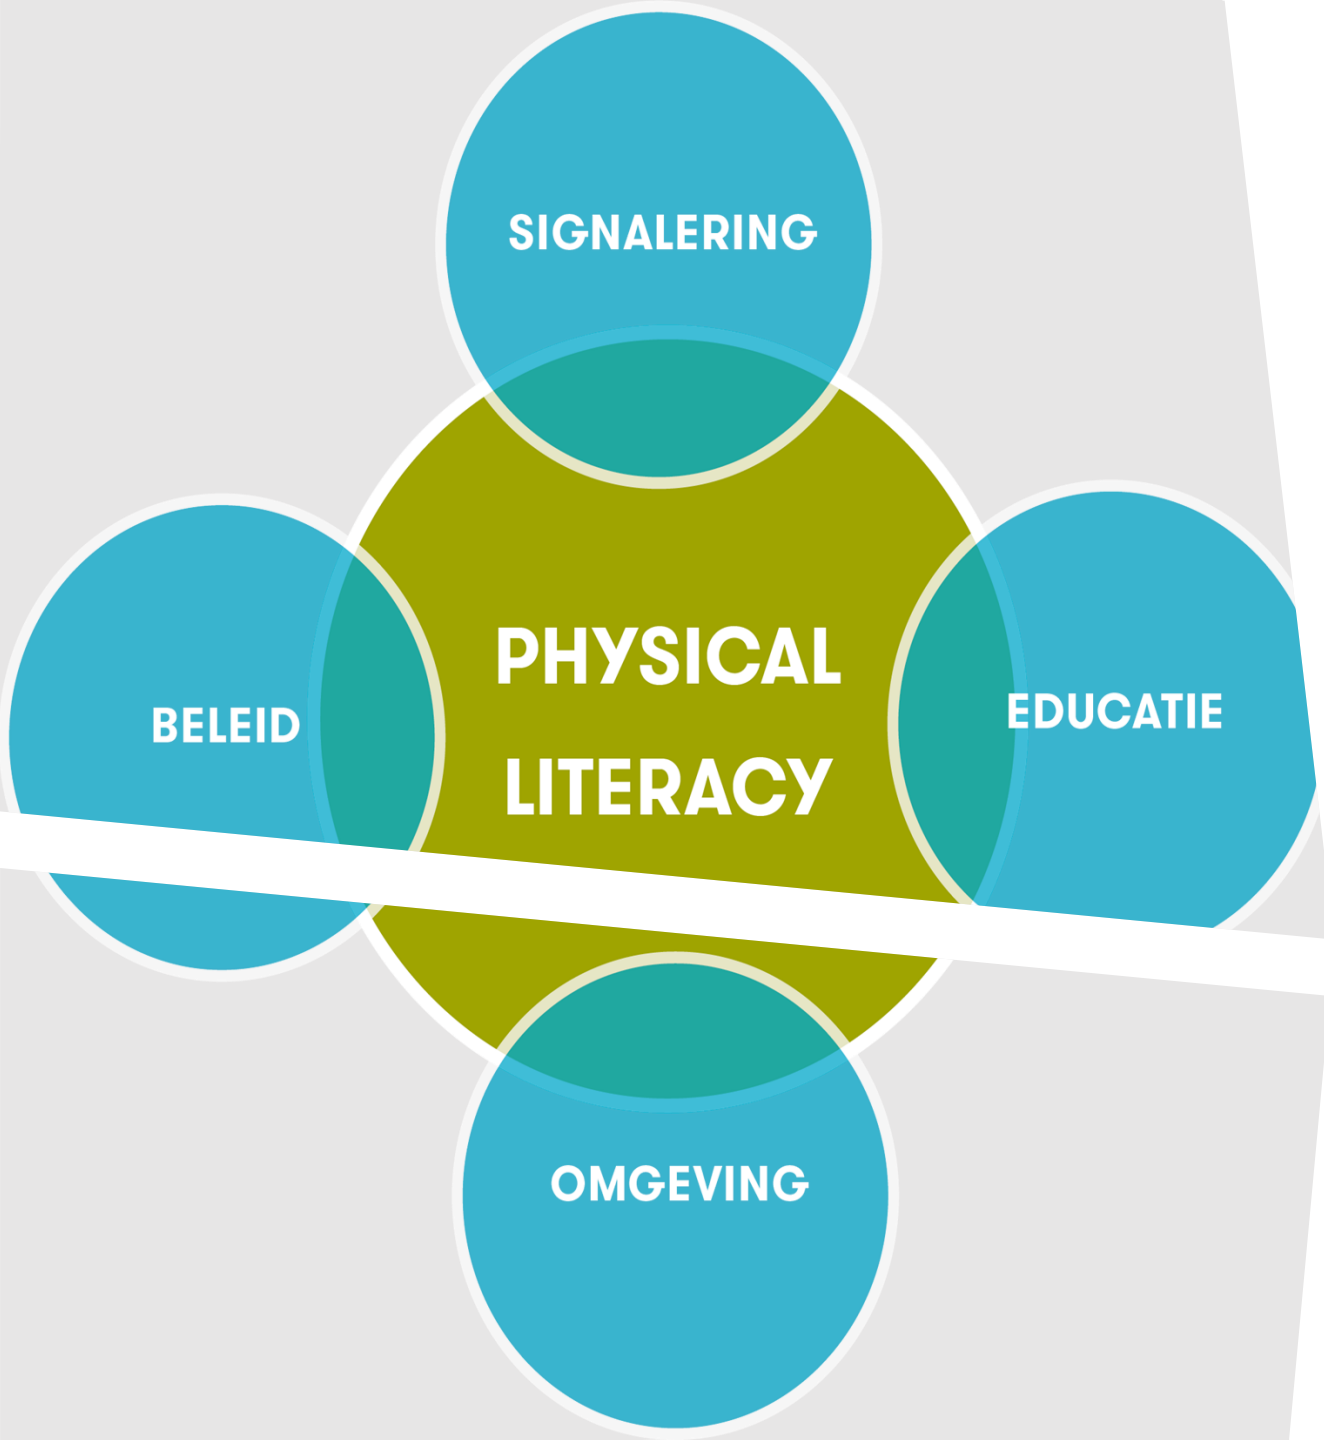 SIGNALERING
PHYSICAL
LITERACY
BELEID
EDUCATIE
OMGEVING